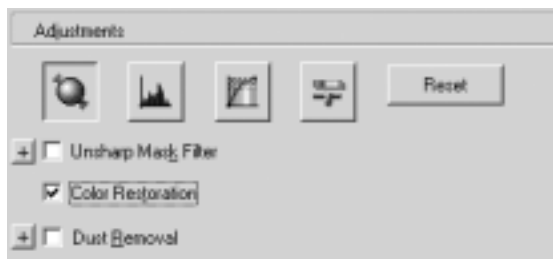 Adjustments
Reset
Unsharp Mask Filter
Color Restoration
Dust Removal